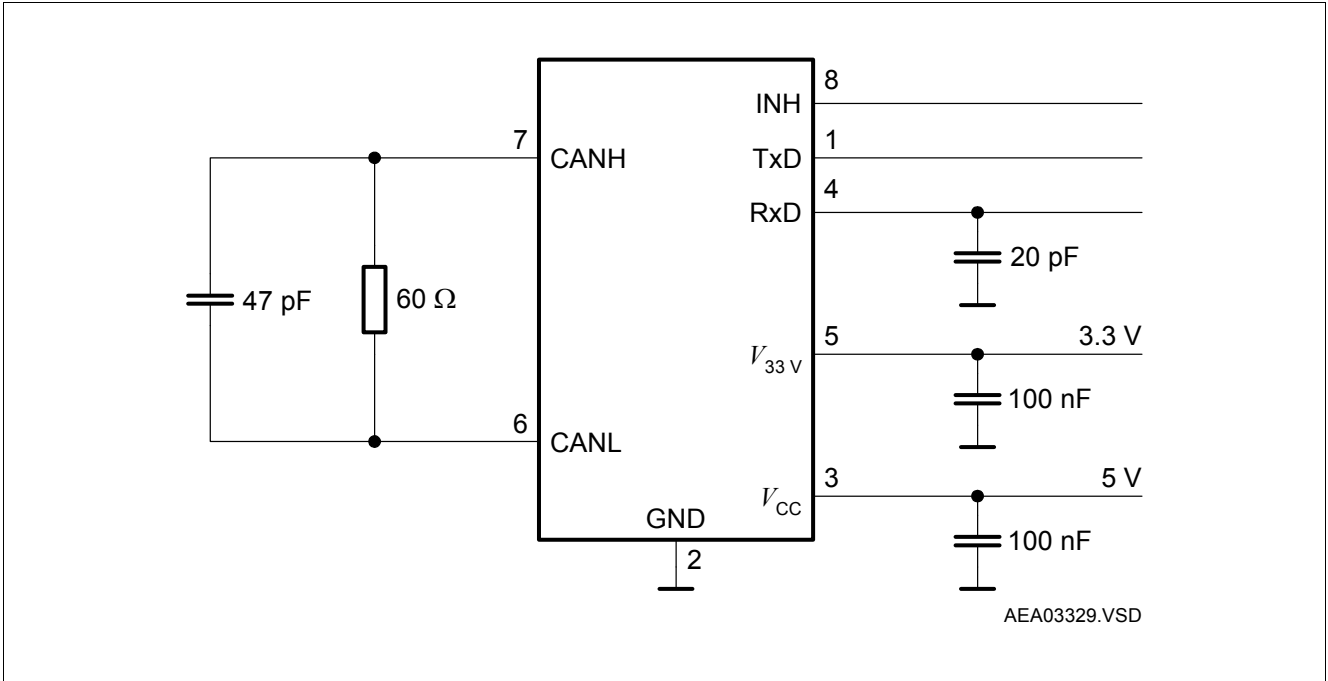 8
INH
7
1
CANH
TxD
4
RxD
20 pF
47 pF
60 Ω
5
3.3 V
V33 V
100 nF
6
CANL
3
5 V
VCC
GND
100 nF
2
AEA03329.VSD